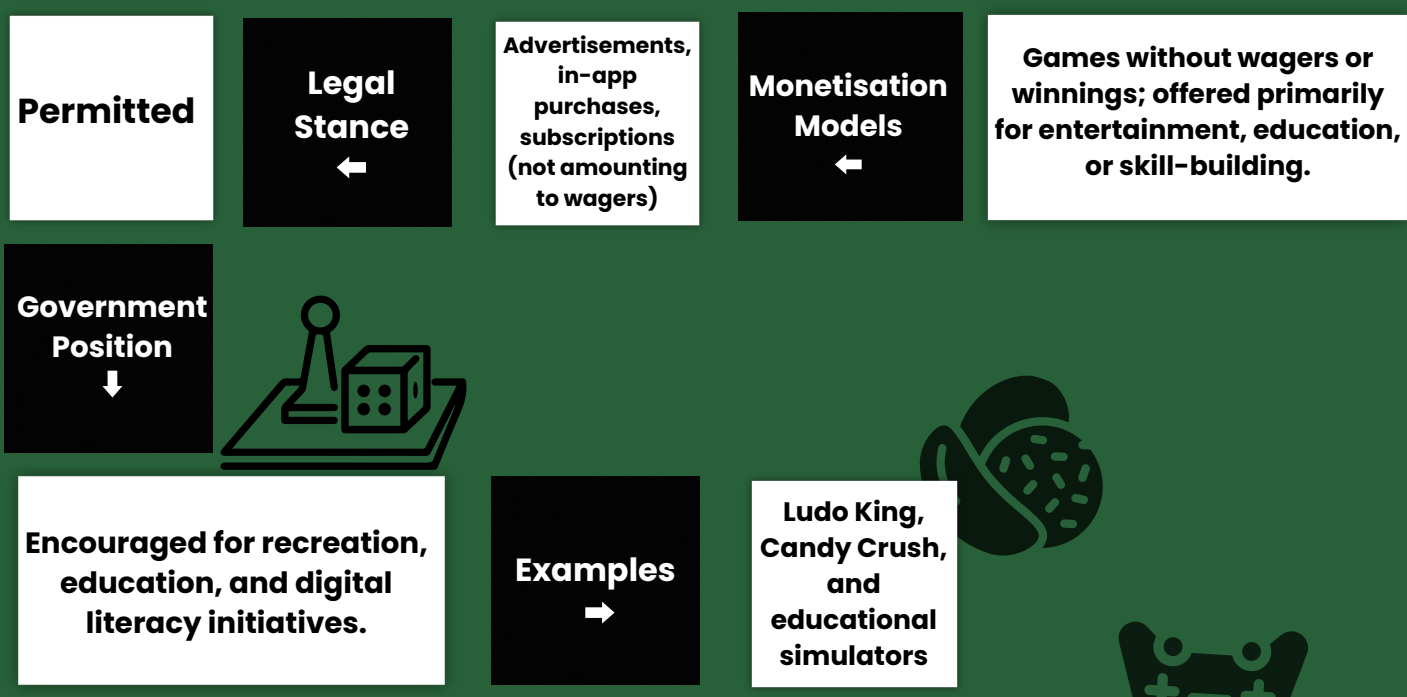 Games without wagers or
winnings; offered primarily
for entertainment, education,
or skill-building.
Monetisation
Models
Advertisements,
in-app
purchases,
subscriptions
(not amounting
to wagers)
Legal
Stance
Permitted
Government
Position
Encouraged for recreation,
education, and digital
literacy initiatives.
Examples
Ludo King,
Candy Crush,
and
educational
simulators